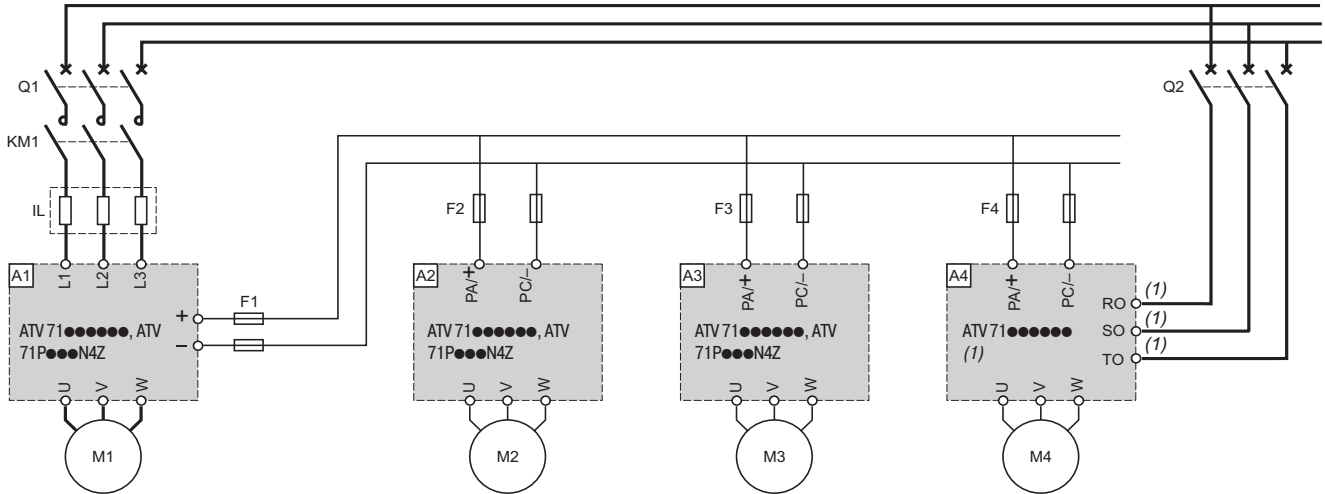 Q1
Q2
KM1
IL
F2
F3
F4
A1
L1
L2
L3
A2
PA/+
PC/–
A3
PA/+
PC/–
A4
PA/+
PC/–
RO (1)
SO (1)
TO (1)
F1
+
–
ATV 71●●●●●●, ATV
71P●●●N4Z
ATV 71●●●●●●, ATV
71P●●●N4Z
ATV 71●●●●●●, ATV
71P●●●N4Z
ATV 71●●●●●●
(1)
U V W
U V W
U V W
U V W
M1
M2
M3
M4